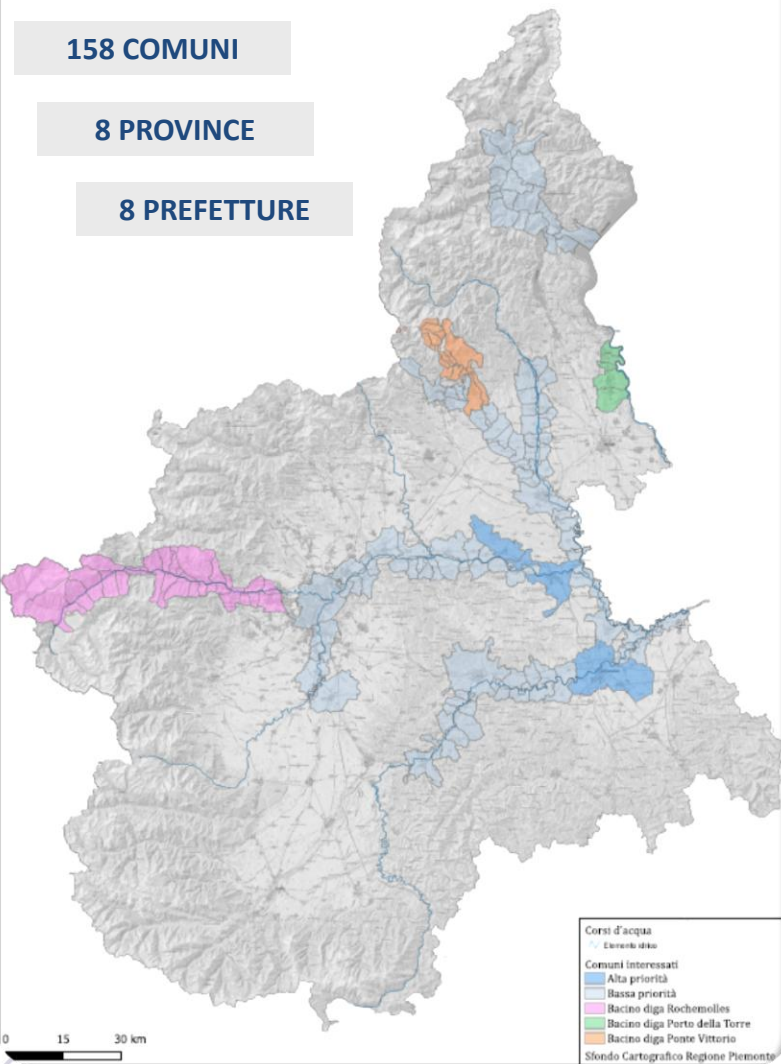 158 COMUNI
8 PROVINCE
8 PREFETTURE
Corsi d'acqua
Elemento idrico
Comuni interessati
Alta priorità
Bassa priorità
Bacino diga Rochemolles
Bacino diga Porto della Torre
Bacino diga Ponte Vittorio
Sfondo Cartografico Regione Piemonte
0 15 30 km